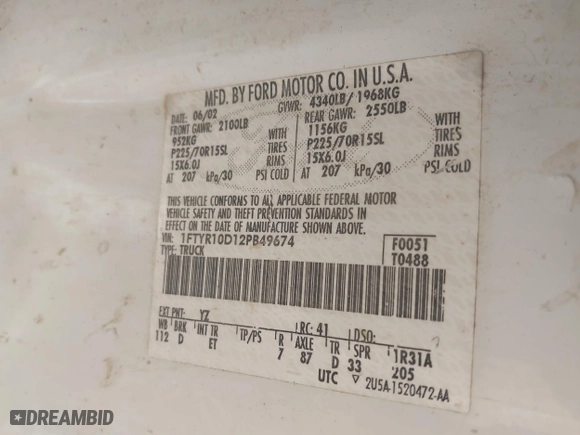 MFD. BY FORD MOTOR CO. IN U.S.A.
DATE: 06/02 GVWR: 4340LB/ 1968KG
FRONT GAWR: 2100LB REAR GAWR: 2550LB
952KG WITH 1156KG WITH
P225/70R15SL TIRES P225/70R15SL TIRES
15X6.0J RIMS 15X6.0J RIMS
AT 207 kPa/30 PSI COLD AT 207 kPa/30 PSI COLD
THIS VEHICLE CONFORMS TO ALL APPLICABLE FEDERAL MOTOR
VEHICLE SAFETY AND THEFT PREVENTION STANDARDS IN
EFFECT ON THE DATE OF MANUFACTURE SHOWN ABOVE.
VIN: 1FTYR10D12PB49674 F0051
TYPE: TRUCK T0488
EXT PNT: YZ RC: 41 DSO:
WB BRK INT TR TP/PS R AXLE TR SPR 1R31A
112 D ET 7 87 D 33 205
UTC ▽ 2U5A-1520472-AA
DREAMBID